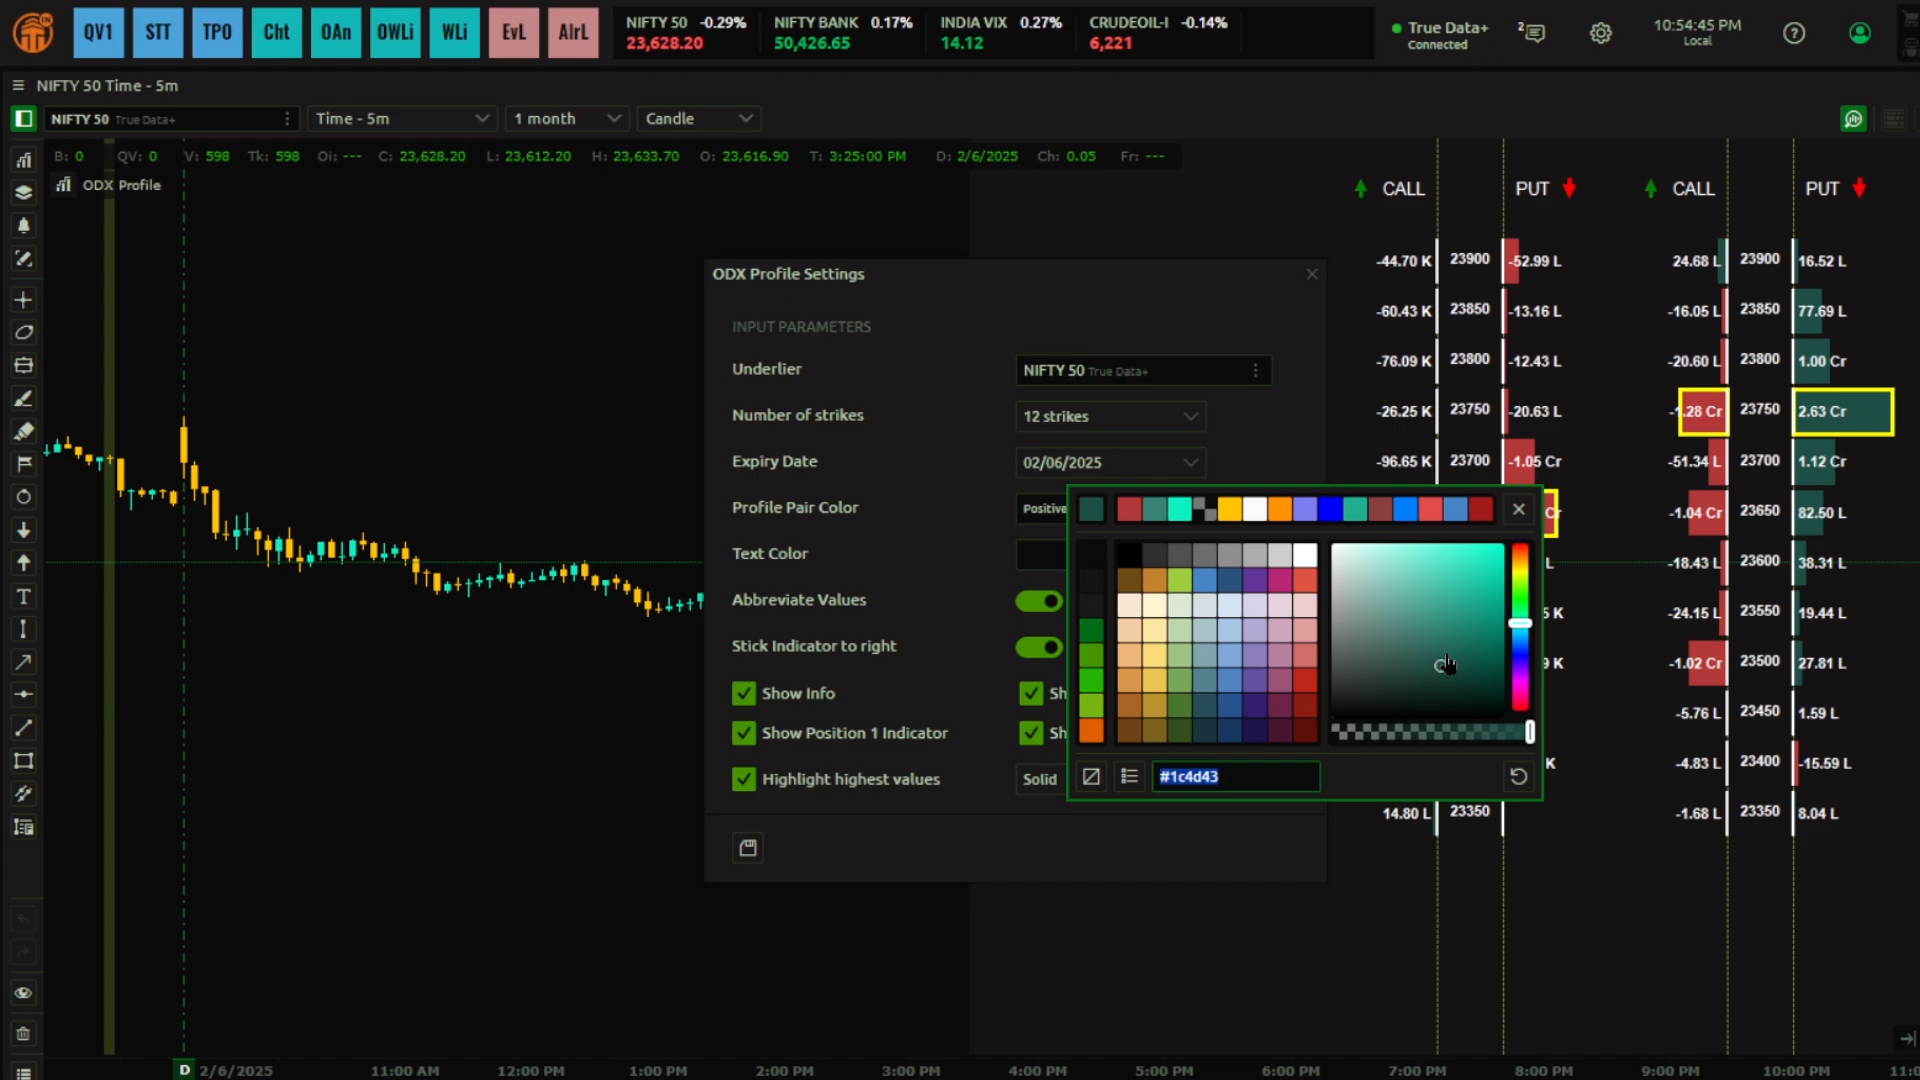 QV1 STT TPO Cht OAn OWLi WLi EvL AlrL
NIFTY 50 -0.29% NIFTY BANK 0.17% INDIA VIX 0.27% CRUDEOIL-I -0.14%
23,628.20 50,426.65 14.12 6,221
True Data+
Connected
2
10:54:45 PM
Local
NIFTY 50 Time - 5m
NIFTY 50 True Data+ Time - 5m 1 month Candle
B: 0 QV: 0 V: 598 Tk: 598 Oi: --- C: 23,628.20 L: 23,612.20 H: 23,633.70 O: 23,616.90 T: 3:25:00 PM D: 2/6/2025 Ch: 0.05 Fr: ---
ODX Profile
CALL PUT CALL PUT
-44.70 K 23900 -52.99 L 24.68 L 23900 16.52 L
-60.43 K 23850 -13.16 L -16.05 L 23850 77.69 L
-76.09 K 23800 -12.43 L -20.60 L 23800 1.00 Cr
-26.25 K 23750 -20.63 L -1.28 Cr 23750 2.63 Cr
-96.65 K 23700 -1.05 Cr -51.34 L 23700 1.12 Cr
Cr -1.04 Cr 23650 82.50 L
L -18.43 L 23600 38.31 L
5 K -24.15 L 23550 19.44 L
9 K -1.02 Cr 23500 27.81 L
-5.76 L 23450 1.59 L
K -4.83 L 23400 -15.59 L
14.80 L 23350 -1.68 L 23350 8.04 L
ODX Profile Settings
INPUT PARAMETERS
Underlier NIFTY 50 True Data+
Number of strikes 12 strikes
Expiry Date 02/06/2025
Profile Pair Color Positive
Text Color
Abbreviate Values
Stick Indicator to right
Show Info Sh
Show Position 1 Indicator Sh
Highlight highest values Solid
#1c4d43
D 2/6/2025 11:00 AM 12:00 PM 1:00 PM 2:00 PM 3:00 PM 4:00 PM 5:00 PM 6:00 PM 7:00 PM 8:00 PM 9:00 PM 10:00 PM 11:0